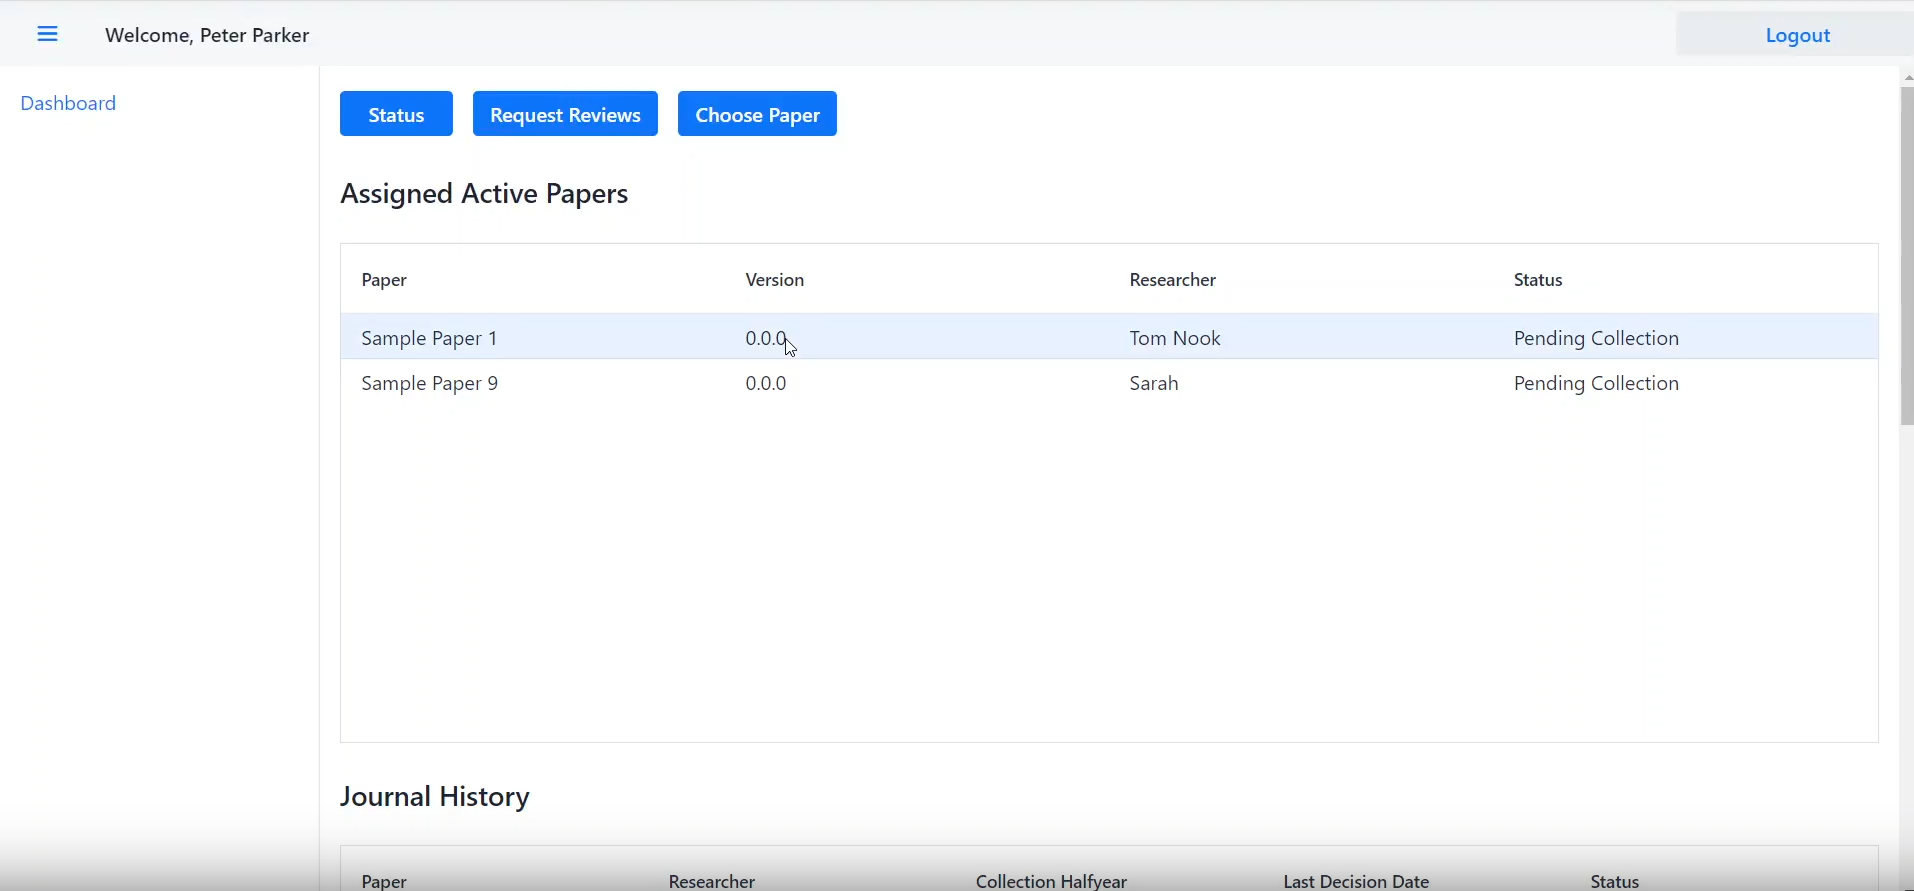 Welcome, Peter Parker
Logout
Dashboard
Status
Request Reviews
Choose Paper
Assigned Active Papers
Paper Version Researcher Status
Sample Paper 1 0.0.0 Tom Nook Pending Collection
Sample Paper 9 0.0.0 Sarah Pending Collection
Journal History
Paper Researcher Collection Halfyear Last Decision Date Status